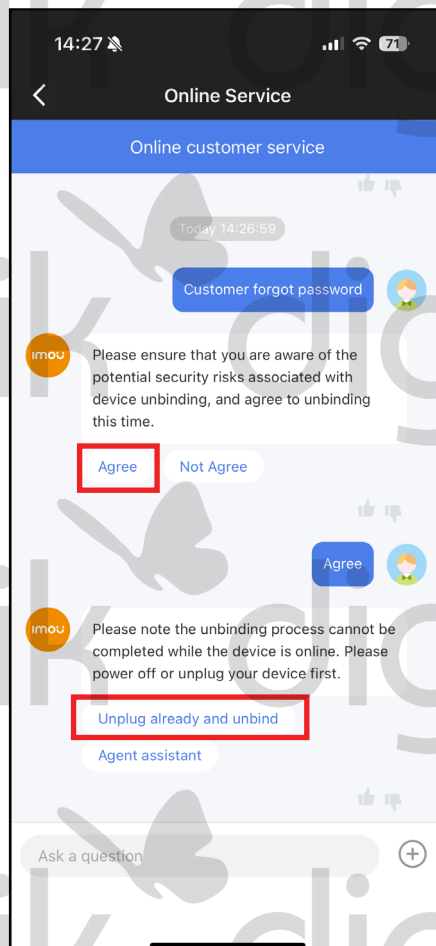 14:27
71
Online Service
Online customer service
Today 14:26:59
Customer forgot password
imou
Please ensure that you are aware of the
potential security risks associated with
device unbinding, and agree to unbinding
this time.
Agree
Not Agree
Agree
imou
Please note the unbinding process cannot be
completed while the device is online. Please
power off or unplug your device first.
Unplug already and unbind
Agent assistant
Ask a question